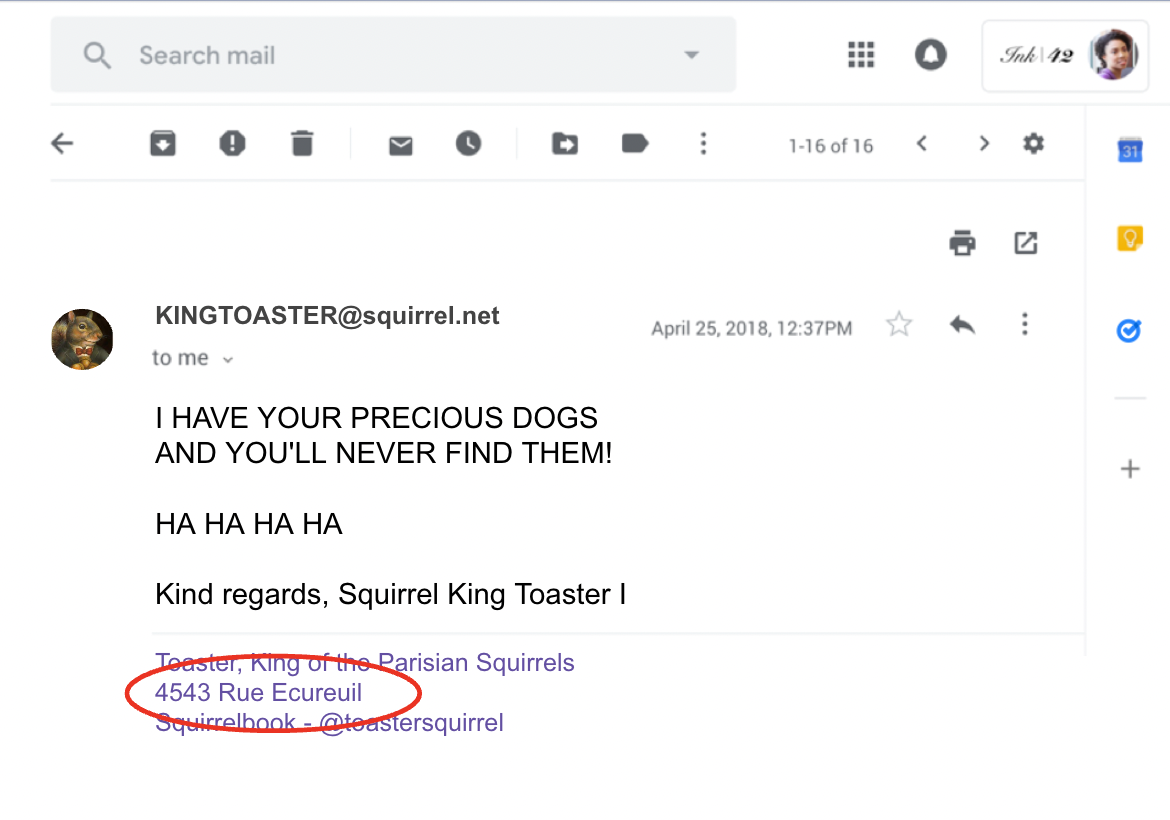 Search mail
Ink|42
1-16 of 16
31
KINGTOASTER@squirrel.net
April 25, 2018, 12:37PM
to me
I HAVE YOUR PRECIOUS DOGS
AND YOU'LL NEVER FIND THEM!
HA HA HA HA
Kind regards, Squirrel King Toaster I
Toaster, King of the Parisian Squirrels
4543 Rue Ecureuil
Squirrelbook - @toastersquirrel